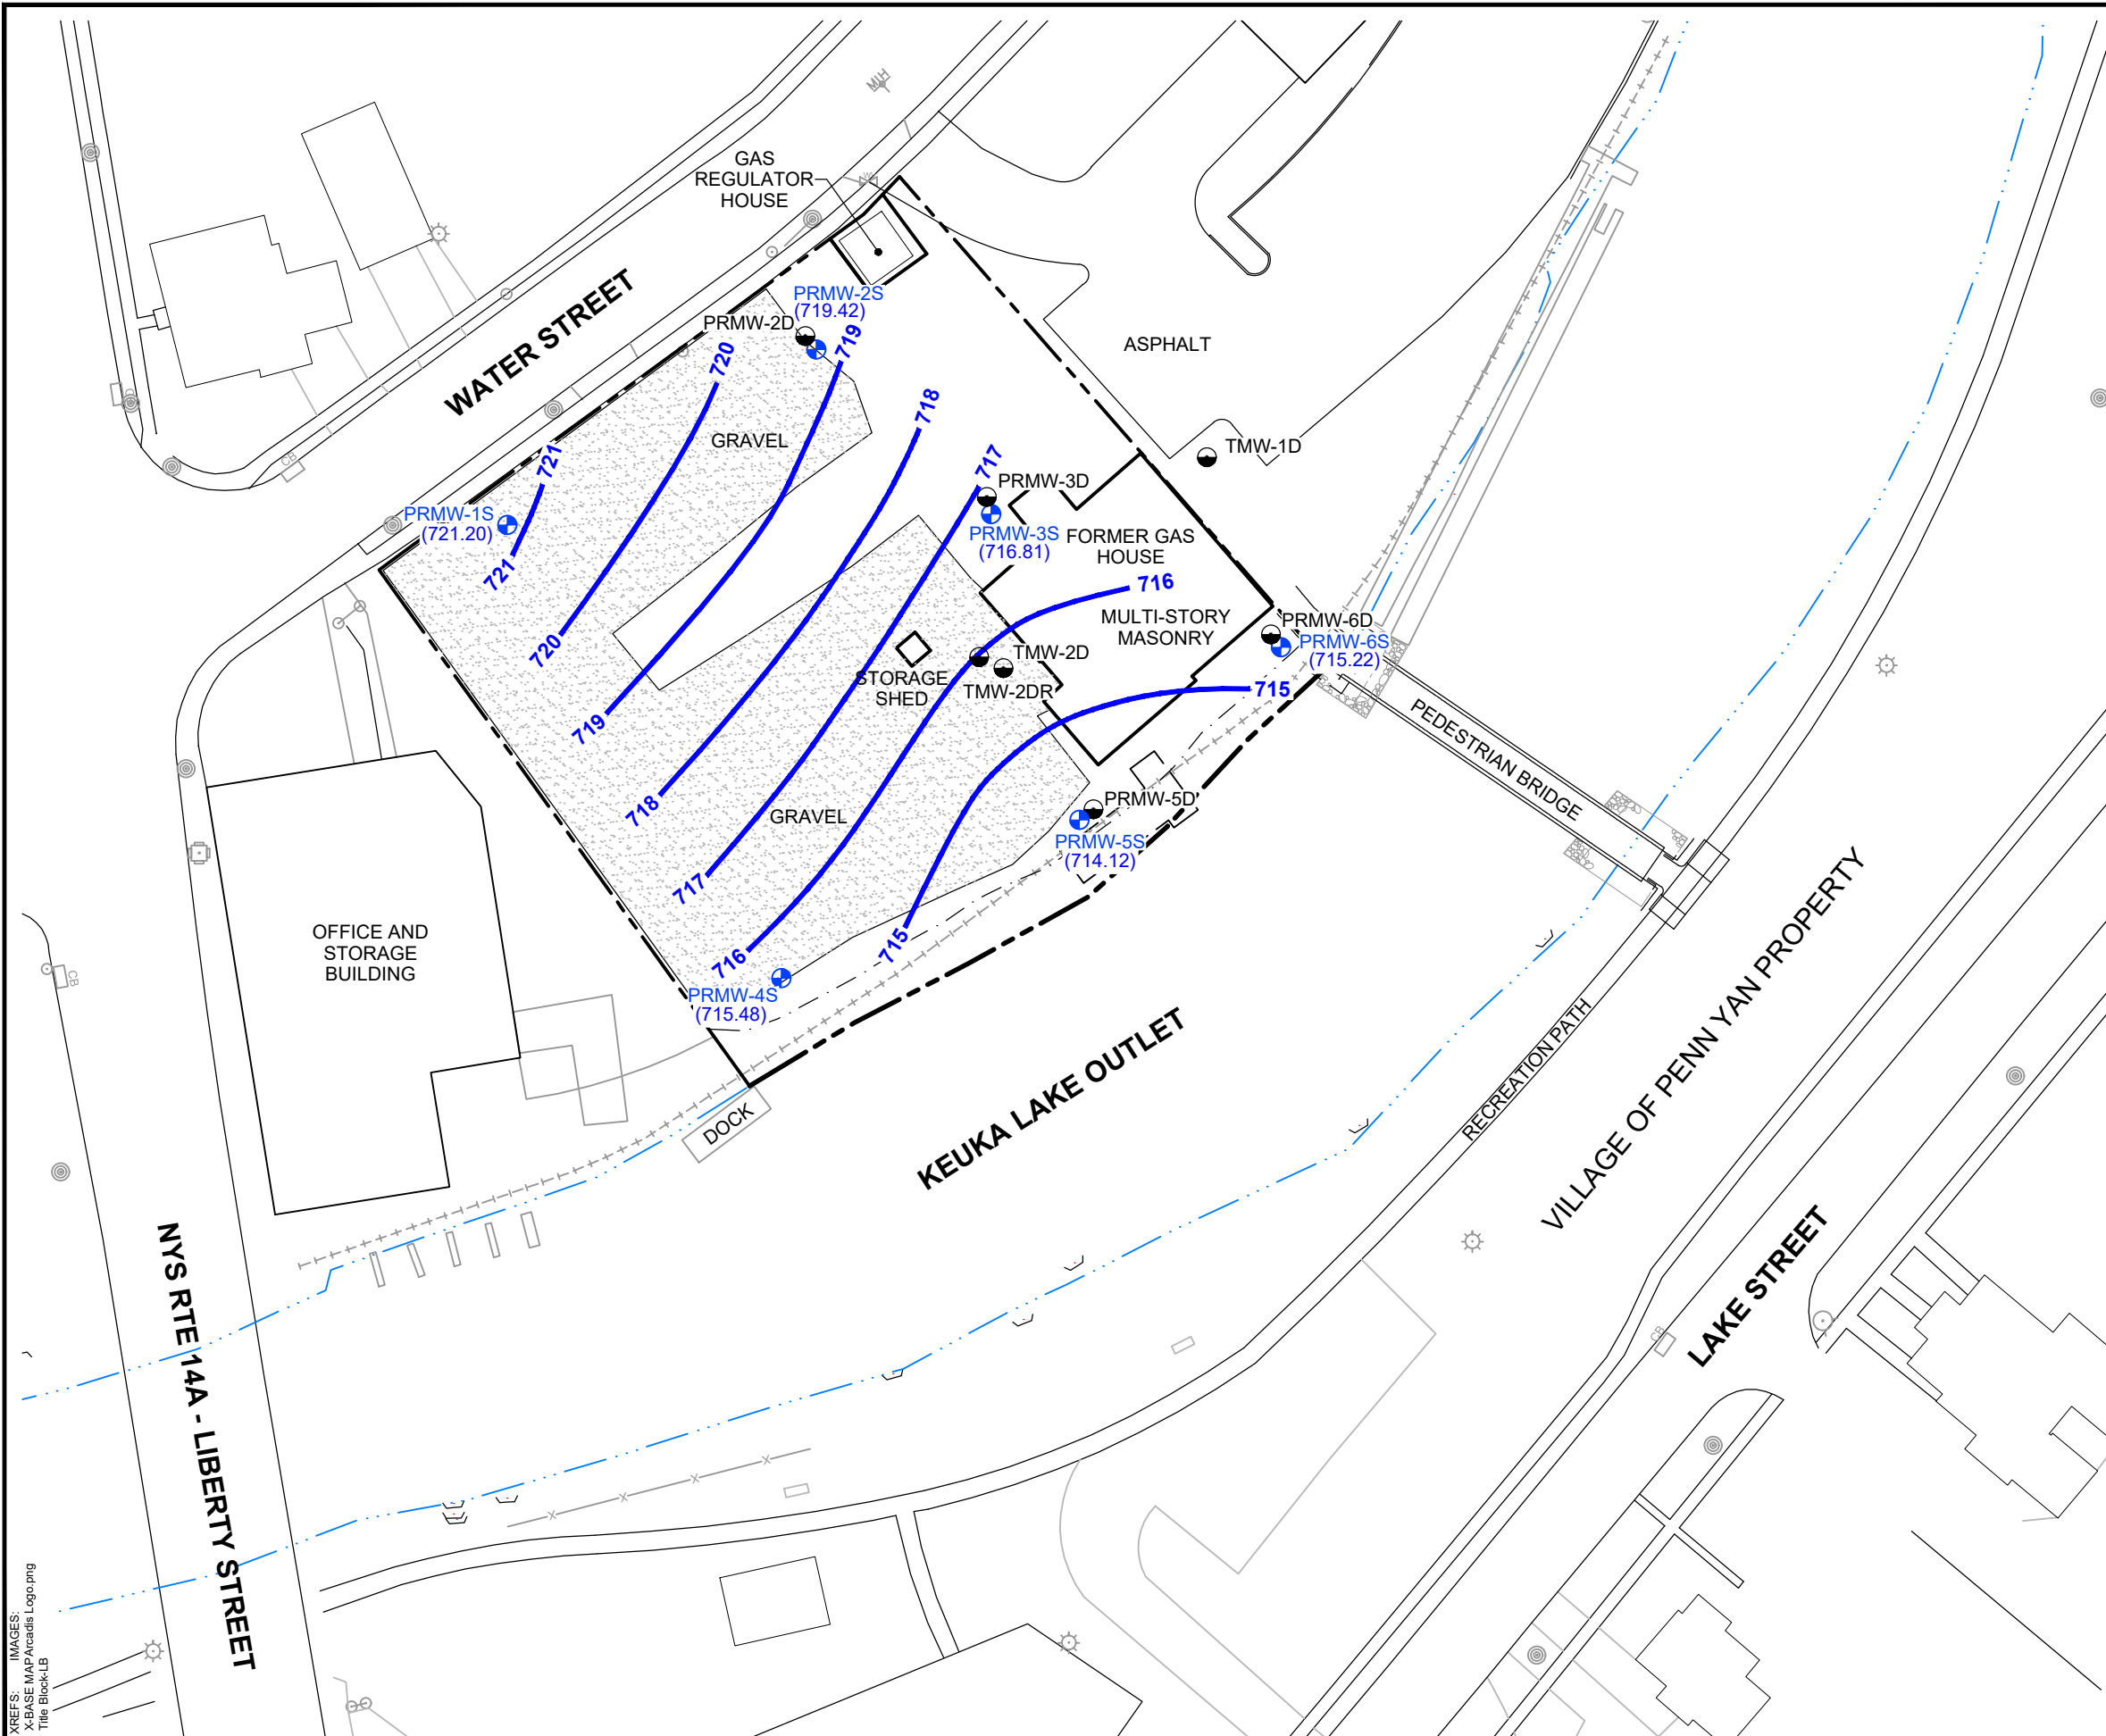 MH
GAS
REGULATOR
HOUSE
PRMW-2S
(719.42)
PRMW-2D
WATER STREET
720
719
ASPHALT
718
GRAVEL
721
717
TMW-1D
CB
CB
PRMW-3D
PRMW-1S
(721.20)
PRMW-3S
(716.81)
FORMER GAS
HOUSE
721
716
MULTI-STORY
MASONRY
PRMW-6D
PRMW-6S
(715.22)
720
TMW-2D
STORAGE
SHED
TMW-2DR
715
719
PEDESTRIAN BRIDGE
718
GRAVEL
PRMW-5D
PRMW-5S
(714.12)
717
OFFICE AND
STORAGE
BUILDING
715
716
CB
PRMW-4S
(715.48)
DOCK
KEUKA LAKE OUTLET
RECREATION PATH
VILLAGE OF PENN YAN PROPERTY
LAKE STREET
CB
NYS RTE 14A - LIBERTY STREET
XREFS: IMAGES:
X-BASE MAPArcadis Logo.png
Title Block-LB